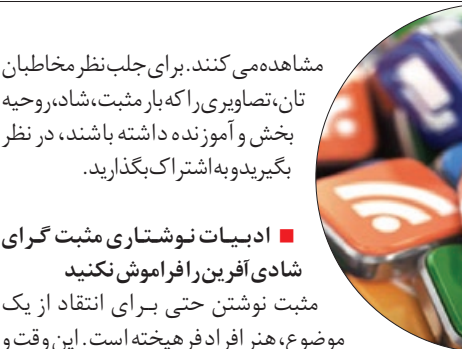 مشاهده می کنند. برای جلب نظر مخاطبان
تان، تصاویری را که بار مثبت، شاد، روحیه
بخش و آموزنده داشته باشند، در نظر
بگیرید و به اشتراک بگذارید.
ادبیات نوشتاری مثبت گرای
شادی آفرین را فراموش نکنید
مثبت نوشتن حتی برای انتقاد از یک
موضوع، هنر افراد فرهیخته است. این وقت و